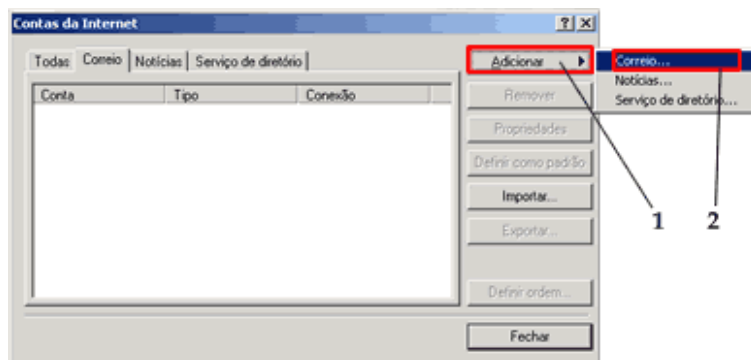 Contas da Internet
Todas Correio Notícias Serviço de diretório
Conta Tipo Conexão
Adicionar
Remover
Propriedades
Definir como padrão
Importar...
Exportar...
Definir ordem...
Fechar
Correio...
Notícias...
Serviço de diretório...
1 2